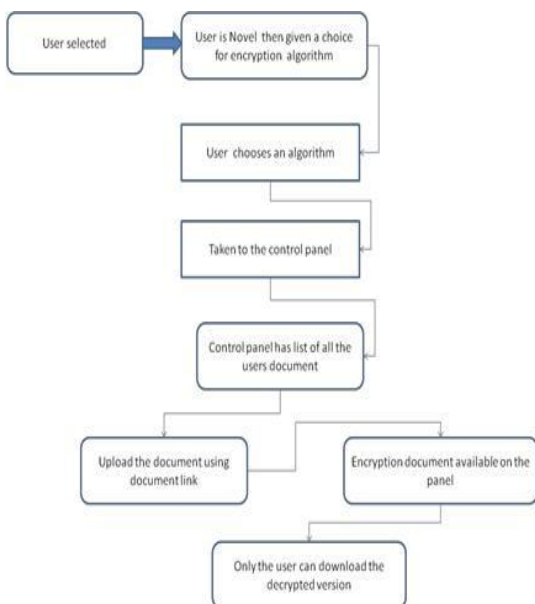 User selected
User is Novel then given a choice
for encryption algorithm
User chooses an algorithm
Taken to the control panel
Control panel has list of all the
users document
Upload the document using
document link
Encryption document available on the
panel
Only the user can download the
decrypted version